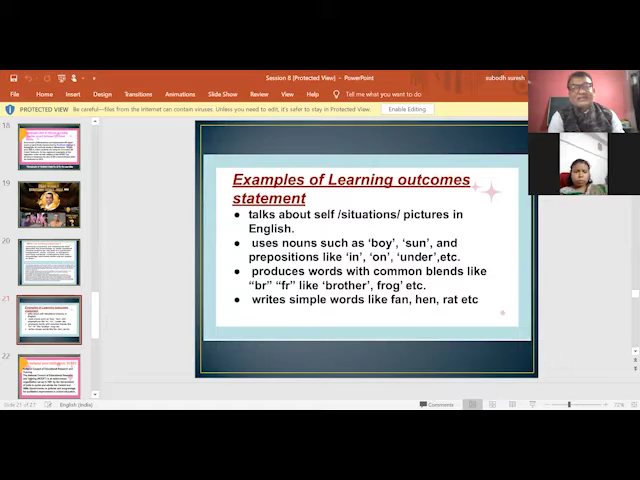 Session 8 (Protected View) - PowerPoint
subodh suresh
File Home Insert Design Transitions Animations Slide Show Review View Help Tell me what you want to do
PROTECTED VIEW Be careful—files from the Internet can contain viruses. Unless you need to edit, it's safer to stay in Protected View. Enable Editing
18
19
20
21
22
Examples of Learning outcomes
statement
● talks about self /situations/ pictures in
English.
● uses nouns such as ‘boy’, ‘sun’, and
prepositions like ‘in’, ‘on’, ‘under’,etc.
● produces words with common blends like
“br” “fr” like ‘brother’, frog’ etc.
● writes simple words like fan, hen, rat etc
Slide 21 of 27 English (India) Comments 72%